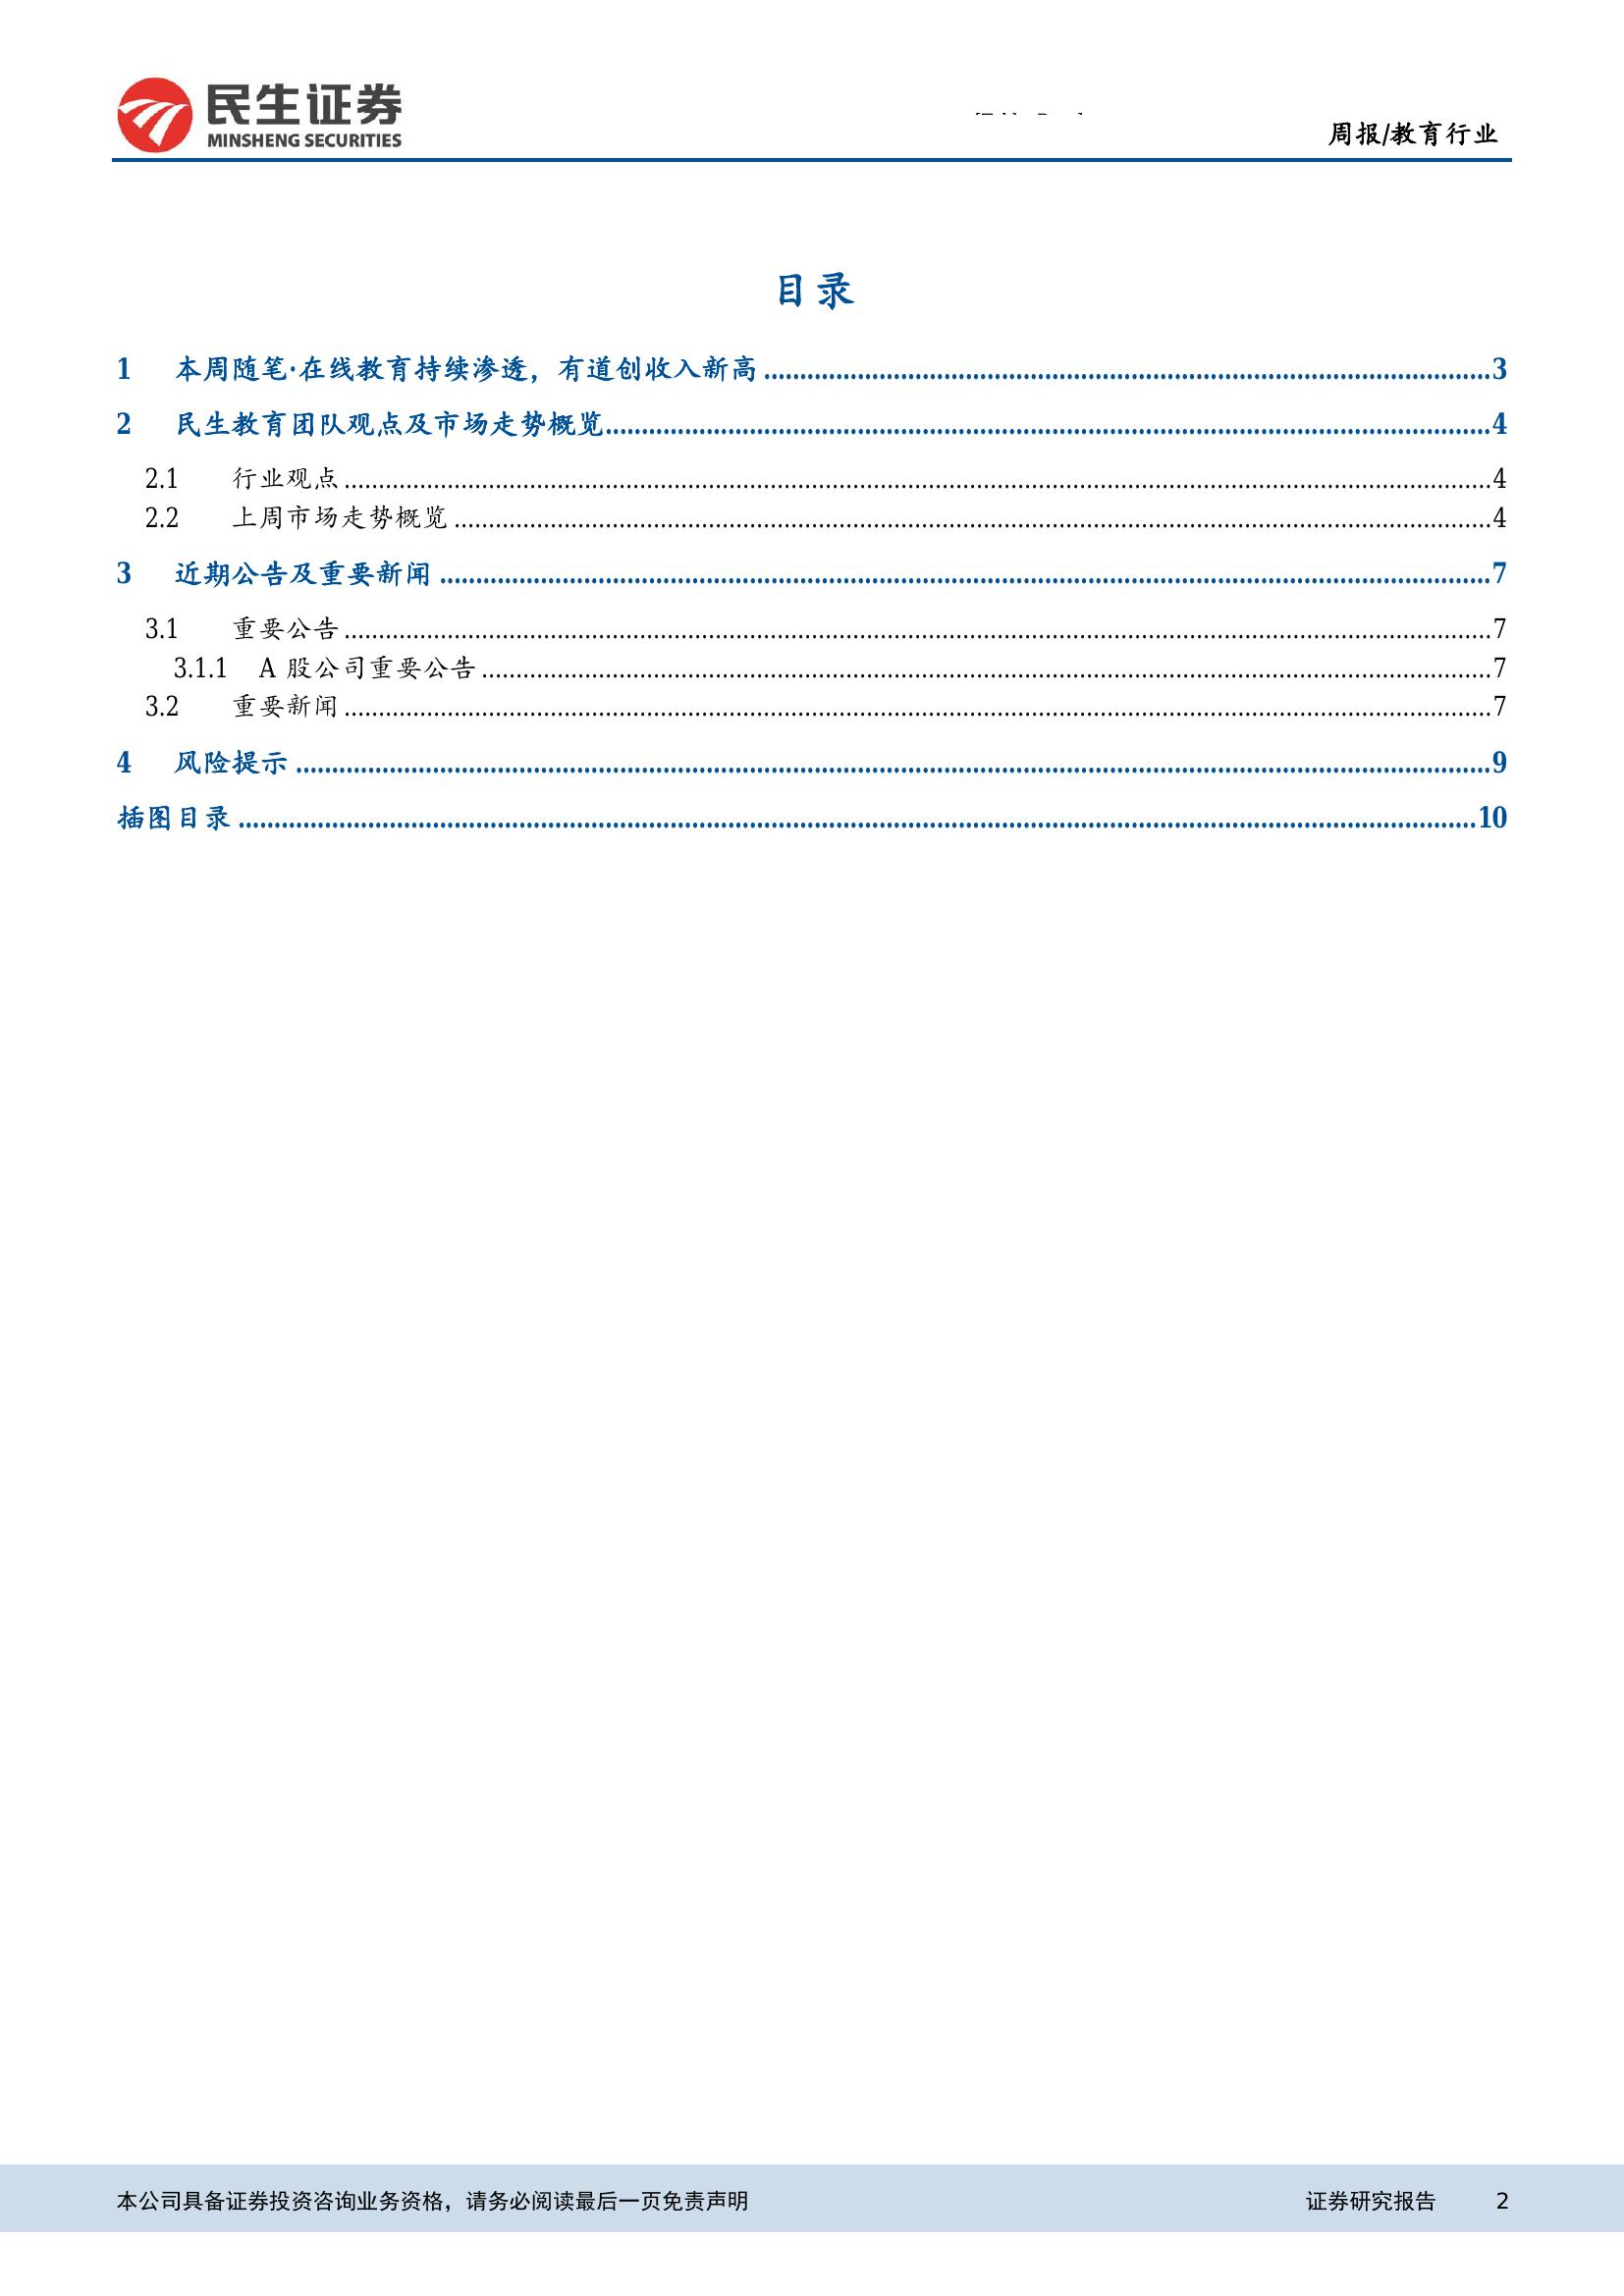 民生证券
MINSHENG SECURITIES
周报/教育行业
目录
1 本周随笔·在线教育持续渗透，有道创收入新高 3
2 民生教育团队观点及市场走势概览 4
2.1 行业观点 4
2.2 上周市场走势概览 4
3 近期公告及重要新闻 7
3.1 重要公告 7
3.1.1 A 股公司重要公告 7
3.2 重要新闻 7
4 风险提示 9
插图目录 10
本公司具备证券投资咨询业务资格，请务必阅读最后一页免责声明 证券研究报告 2